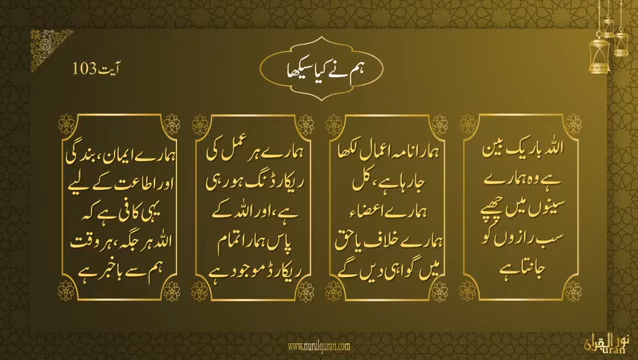 آیت 103
ہم نے کیا سیکھا
اللہ باریک بین
ہے وہ ہمارے
سینوں میں چھپے
سب رازوں کو
جانتا ہے
ہمارا نامہ اعمال لکھا
جا رہا ہے، کل
ہمارے اعضاء
ہمارے خلاف یا حق
میں گواہی دیں گے
ہمارے ہر عمل کی
ریکارڈنگ ہو رہی
ہے، اور اللہ کے
پاس ہمارا تمام
ریکارڈ موجود ہے
ہمارے ایمان، بندگی
اور اطاعت کے لیے
یہی کافی ہے کہ
اللہ ہر جگہ، ہر وقت
ہم سے باخبر ہے
www.nurulquran.com
نور القرآن
uran